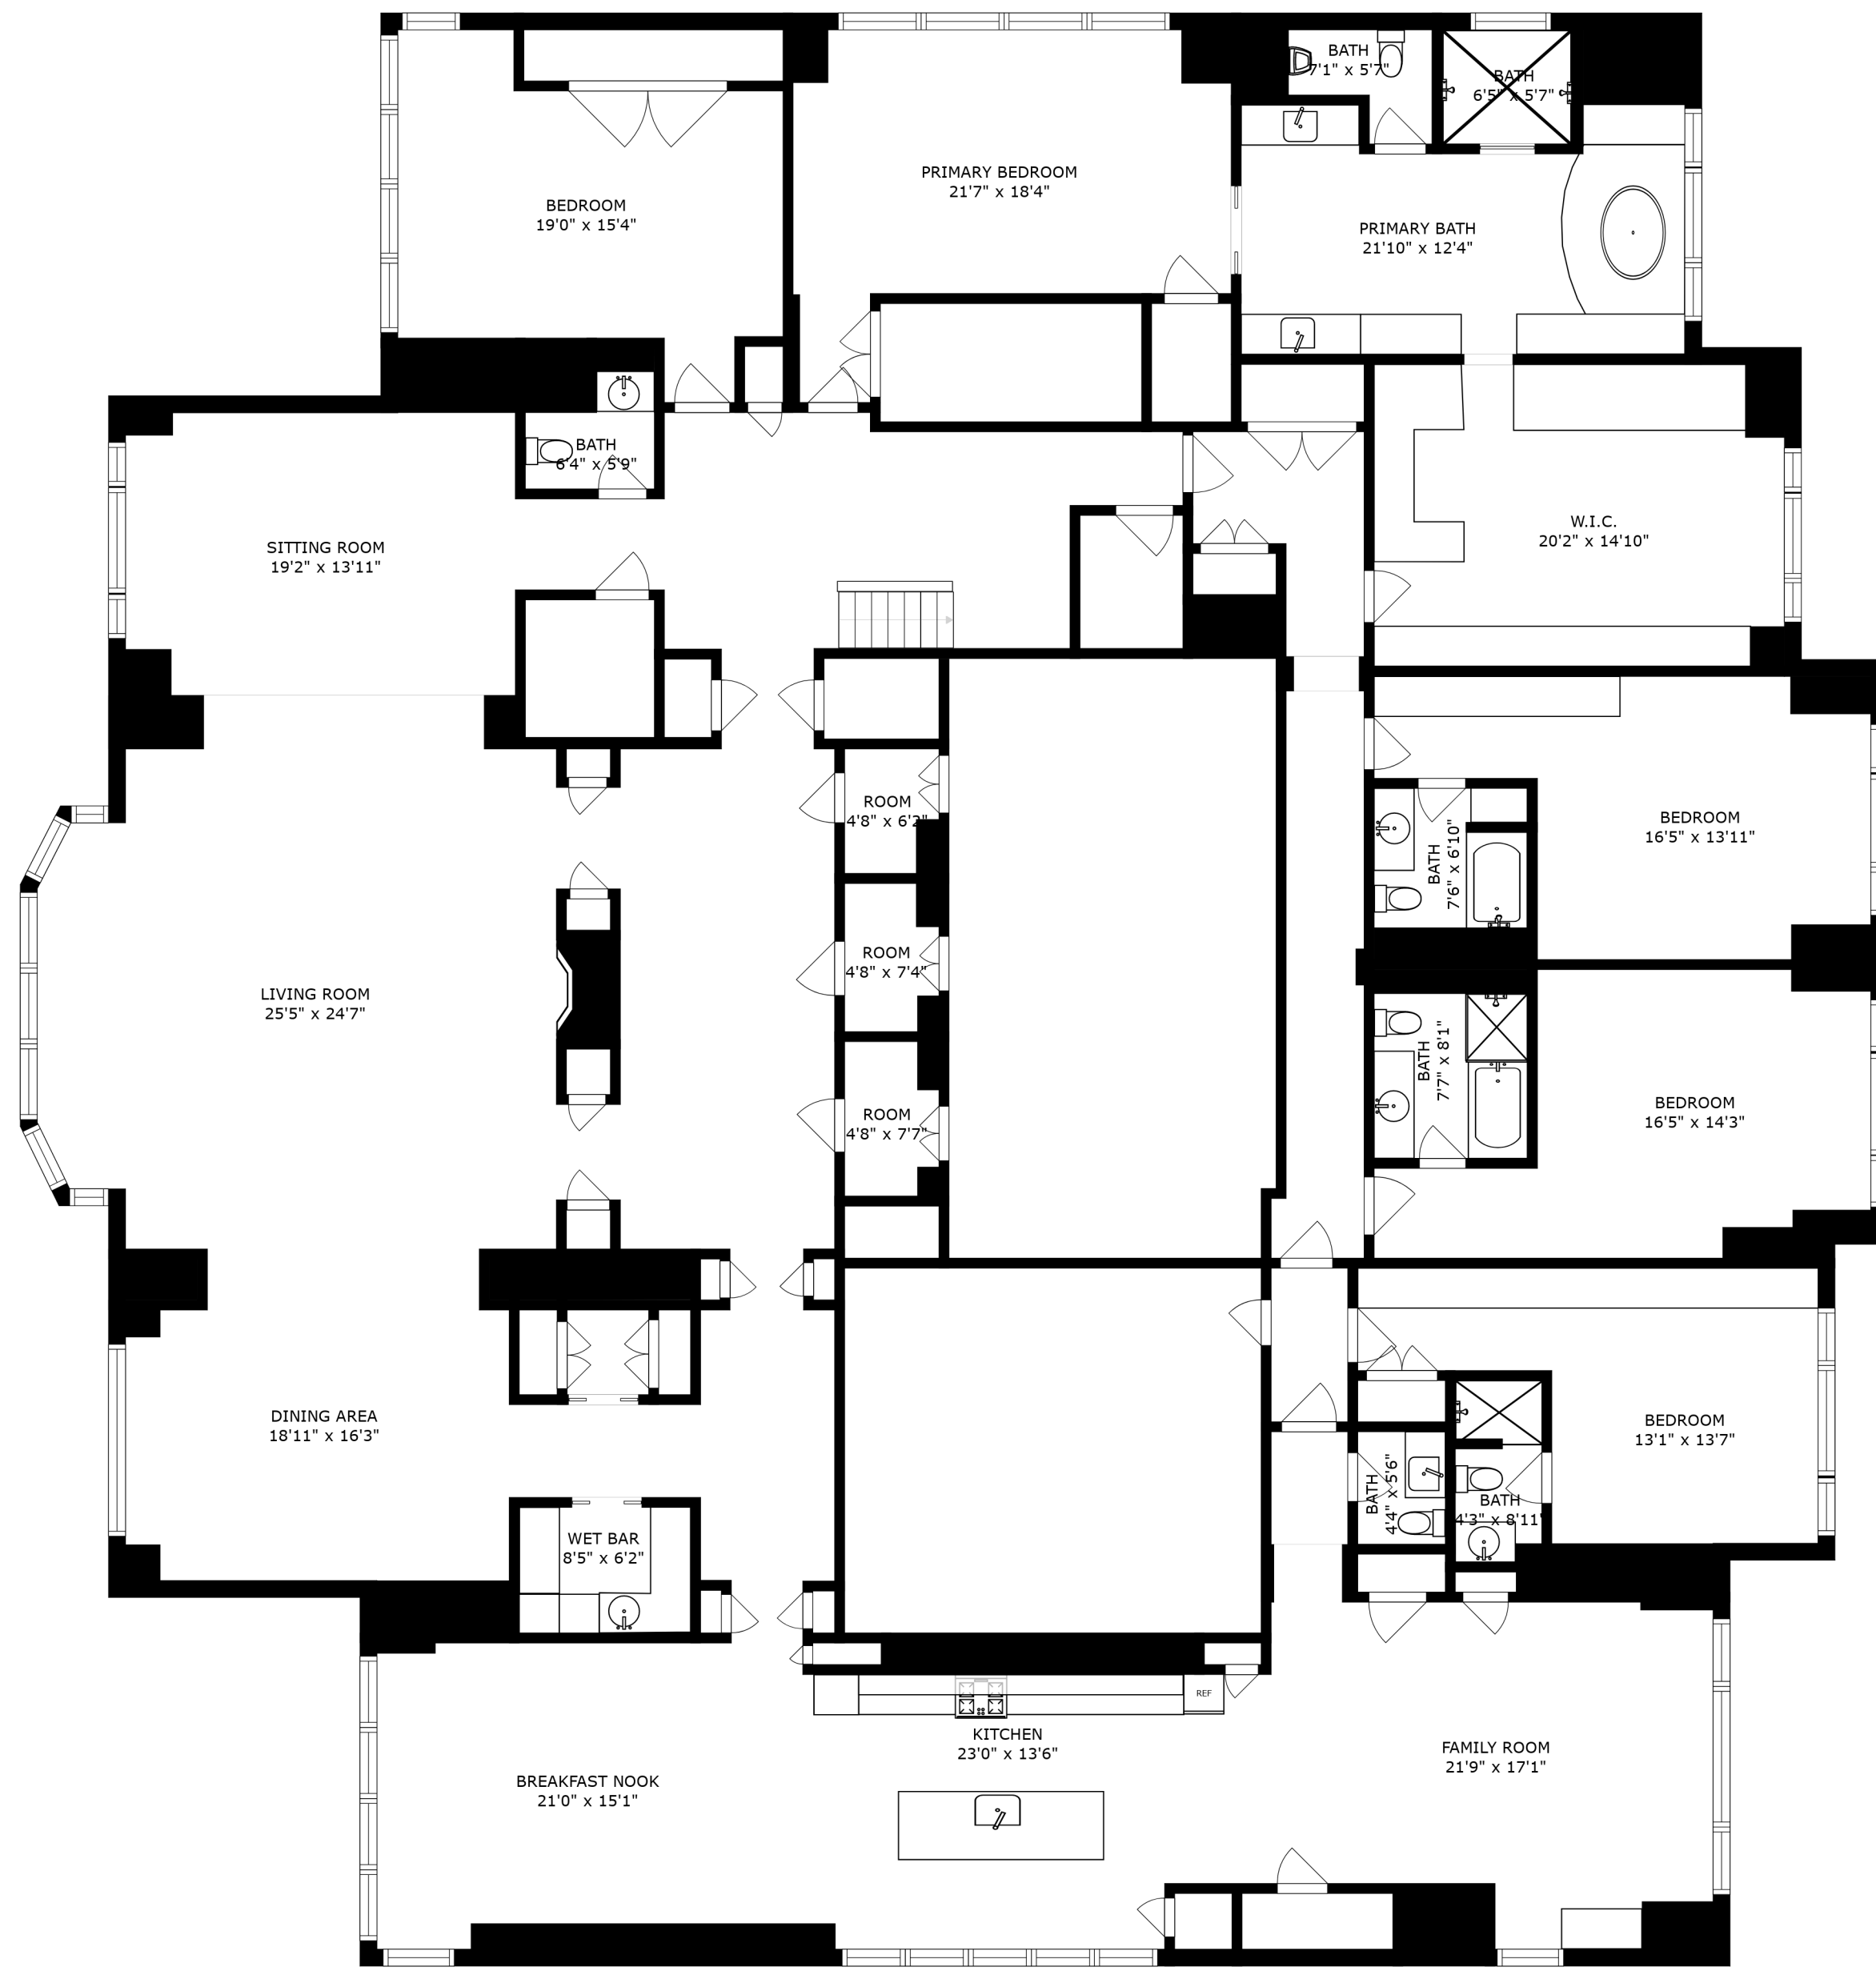 BATH
7'1" x 5'7"
BATH
6'5" x 5'7"
PRIMARY BEDROOM
21'7" x 18'4"
BEDROOM
19'0" x 15'4"
PRIMARY BATH
21'10" x 12'4"
BATH
6'4" x 5'9"
SITTING ROOM
19'2" x 13'11"
W.I.C.
20'2" x 14'10"
ROOM
4'8" x 6'2"
BEDROOM
16'5" x 13'11"
BATH
7'6" x 6'10"
ROOM
4'8" x 7'4"
LIVING ROOM
25'5" x 24'7"
BATH
7'7" x 8'1"
ROOM
4'8" x 7'7"
BEDROOM
16'5" x 14'3"
DINING AREA
18'11" x 16'3"
BEDROOM
13'1" x 13'7"
BATH
4'4" x 5'6"
BATH
4'3" x 8'11"
WET BAR
8'5" x 6'2"
REF
KITCHEN
23'0" x 13'6"
FAMILY ROOM
21'9" x 17'1"
BREAKFAST NOOK
21'0" x 15'1"